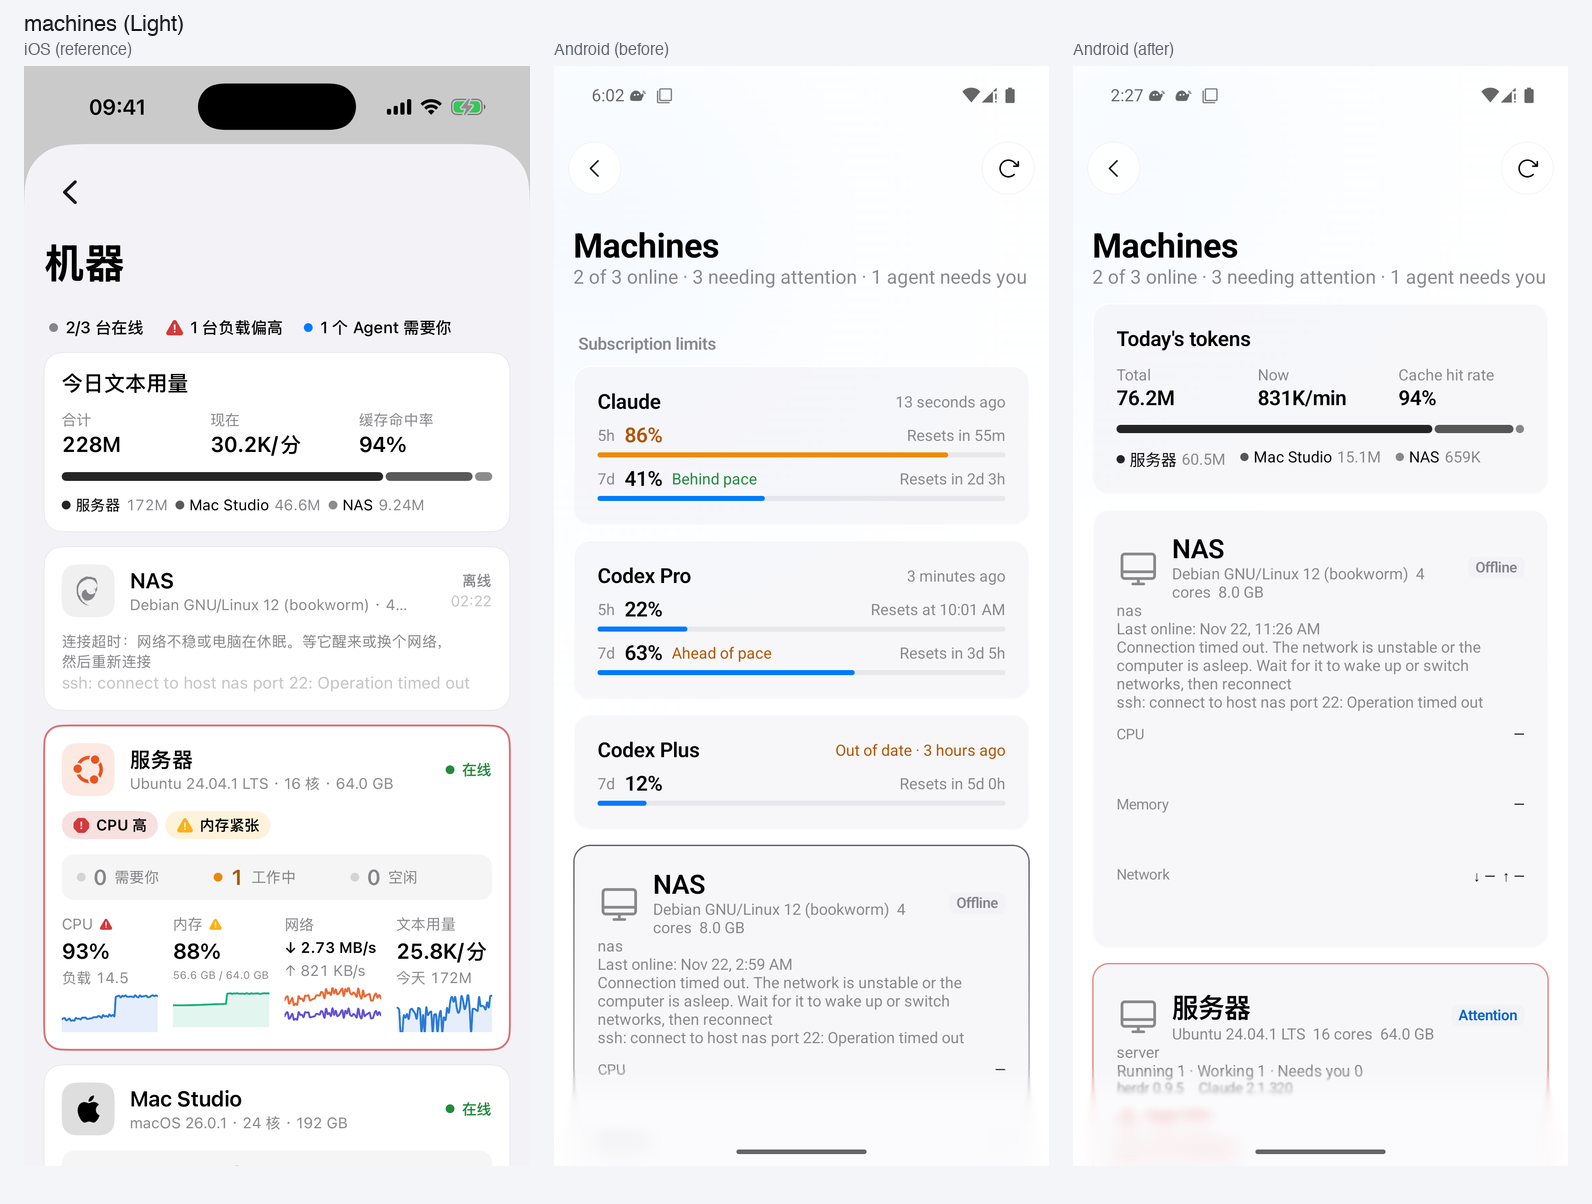 machines (Light)
iOS (reference)
09:41
机器
2/3 台在线
1 台负载偏高
1 个 Agent 需要你
今日文本用量
合计
现在
缓存命中率
228M
30.2K/分
94%
服务器 172M
Mac Studio 46.6M
NAS 9.24M
NAS
离线
Debian GNU/Linux 12 (bookworm) · 4...
02:22
连接超时：网络不稳或电脑在休眠。等它醒来或换个网络，
然后重新连接
ssh: connect to host nas port 22: Operation timed out
服务器
Ubuntu 24.04.1 LTS · 16 核 · 64.0 GB
在线
CPU 高
内存紧张
0 需要你
1 工作中
0 空闲
CPU
内存
网络
文本用量
93%
88%
↓ 2.73 MB/s
25.8K/分
负载 14.5
56.6 GB / 64.0 GB
↑ 821 KB/s
今天 172M
Mac Studio
macOS 26.0.1 · 24 核 · 192 GB
在线
Android (before)
6:02
Machines
2 of 3 online · 3 needing attention · 1 agent needs you
Subscription limits
Claude
13 seconds ago
5h 86%
Resets in 55m
7d 41% Behind pace
Resets in 2d 3h
Codex Pro
3 minutes ago
5h 22%
Resets at 10:01 AM
7d 63% Ahead of pace
Resets in 3d 5h
Codex Plus
Out of date · 3 hours ago
7d 12%
Resets in 5d 0h
NAS
Debian GNU/Linux 12 (bookworm) 4
cores 8.0 GB
Offline
nas
Last online: Nov 22, 2:59 AM
Connection timed out. The network is unstable or the
computer is asleep. Wait for it to wake up or switch
networks, then reconnect
ssh: connect to host nas port 22: Operation timed out
CPU
–
Android (after)
2:27
Machines
2 of 3 online · 3 needing attention · 1 agent needs you
Today's tokens
Total
Now
Cache hit rate
76.2M
831K/min
94%
服务器 60.5M
Mac Studio 15.1M
NAS 659K
NAS
Debian GNU/Linux 12 (bookworm) 4
cores 8.0 GB
Offline
nas
Last online: Nov 22, 11:26 AM
Connection timed out. The network is unstable or the
computer is asleep. Wait for it to wake up or switch
networks, then reconnect
ssh: connect to host nas port 22: Operation timed out
CPU
–
Memory
–
Network
↓ – ↑ –
服务器
Ubuntu 24.04.1 LTS 16 cores 64.0 GB
Attention
server
Running 1 · Working 1 · Needs you 0
herdr 0.9.5 Claude 2.1.320